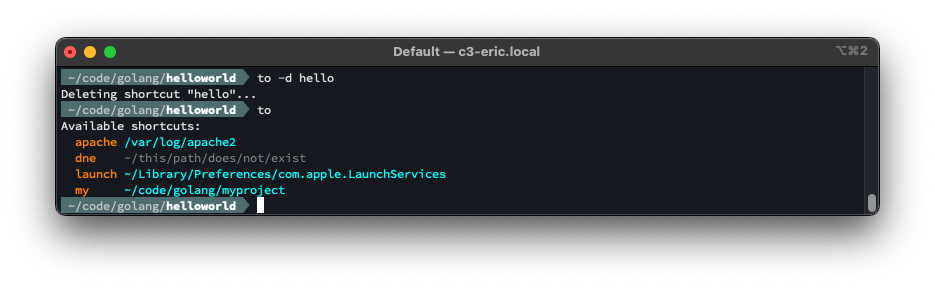 Default — c3-eric.local
⌥⌘2
~/code/golang/helloworld to -d hello
Deleting shortcut "hello"...
~/code/golang/helloworld to
Available shortcuts:
apache /var/log/apache2
dne ~/this/path/does/not/exist
launch ~/Library/Preferences/com.apple.LaunchServices
my ~/code/golang/myproject
~/code/golang/helloworld